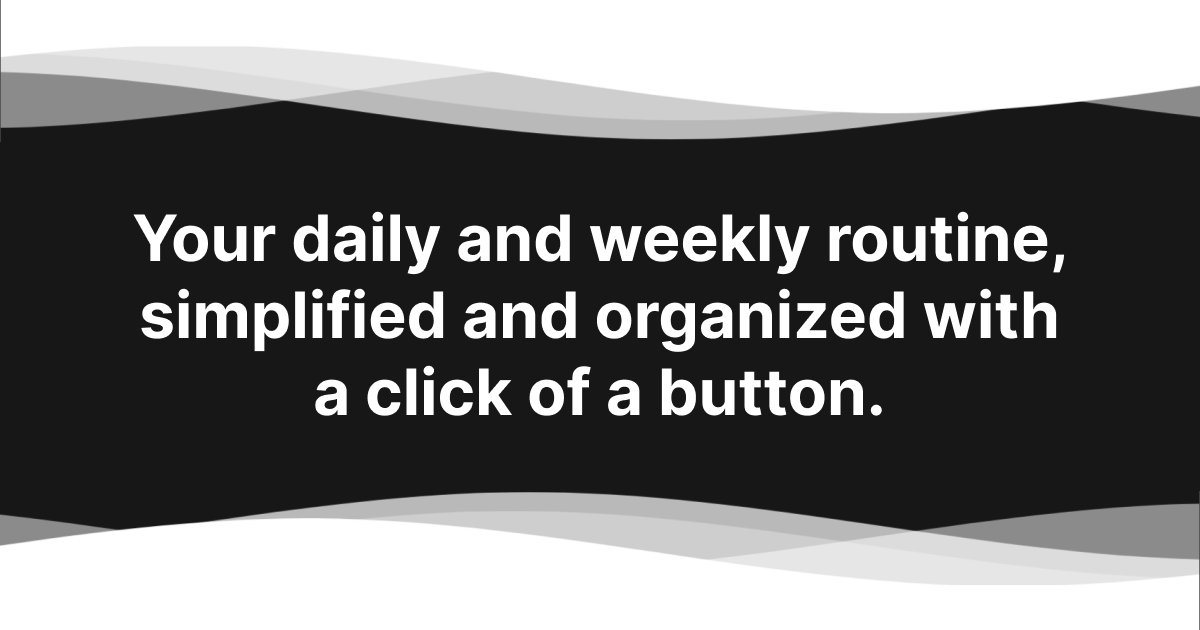 Your daily and weekly routine,
simplified and organized with
a click of a button.